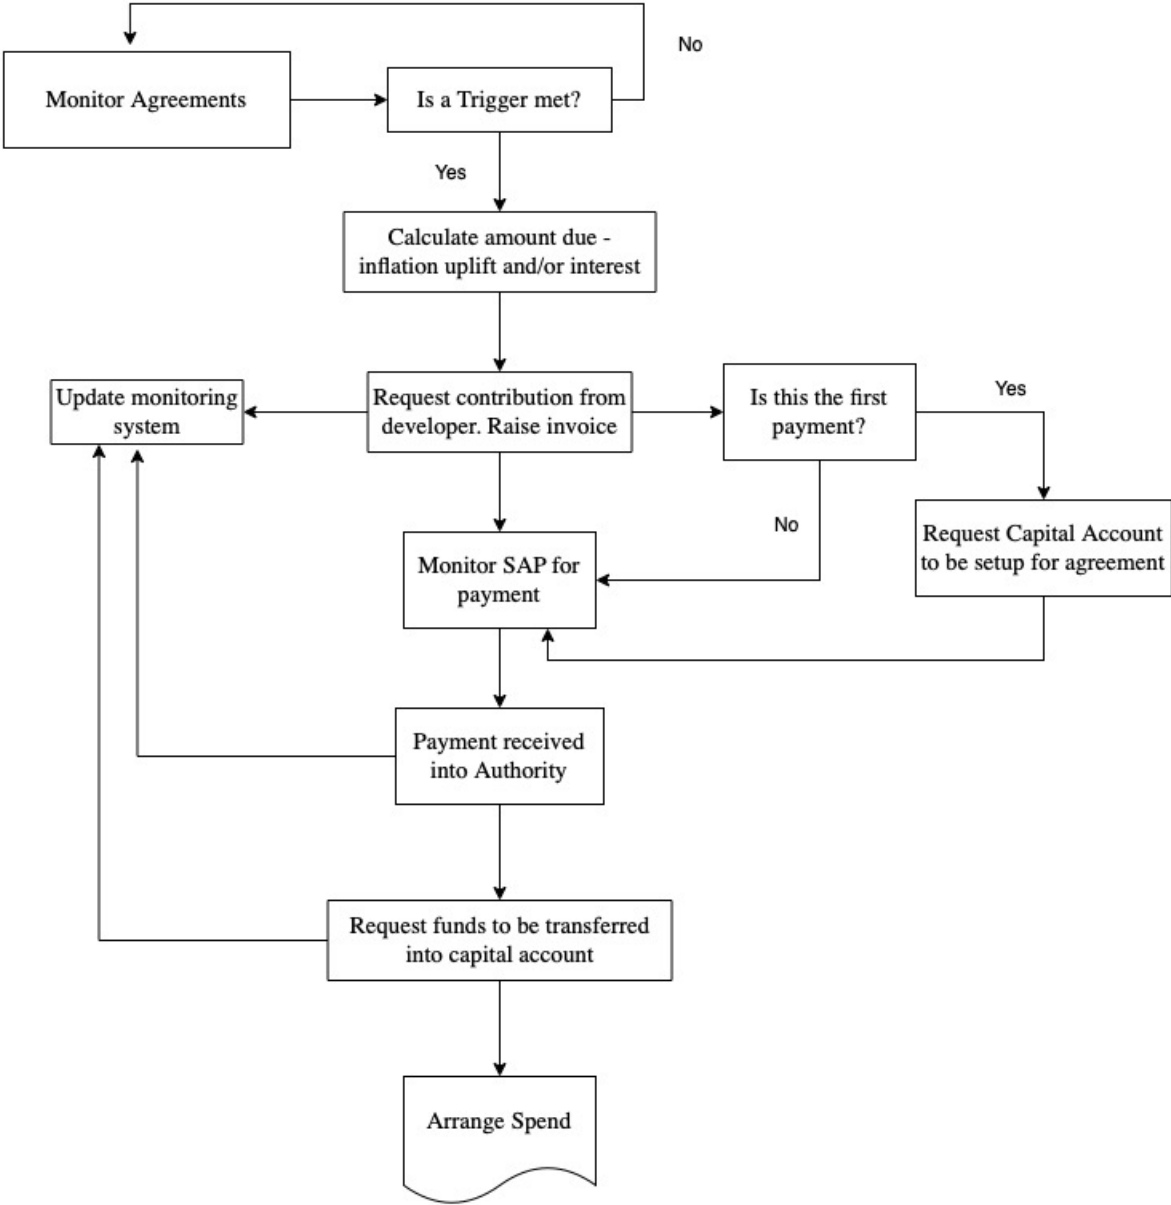 No
Monitor Agreements
Is a Trigger met?
Yes
Calculate amount due -
inflation uplift and/or interest
Update monitoring
system
Request contribution from
developer. Raise invoice
Is this the first
payment?
Yes
No
Request Capital Account
to be setup for agreement
Monitor SAP for
payment
Payment received
into Authority
Request funds to be transferred
into capital account
Arrange Spend